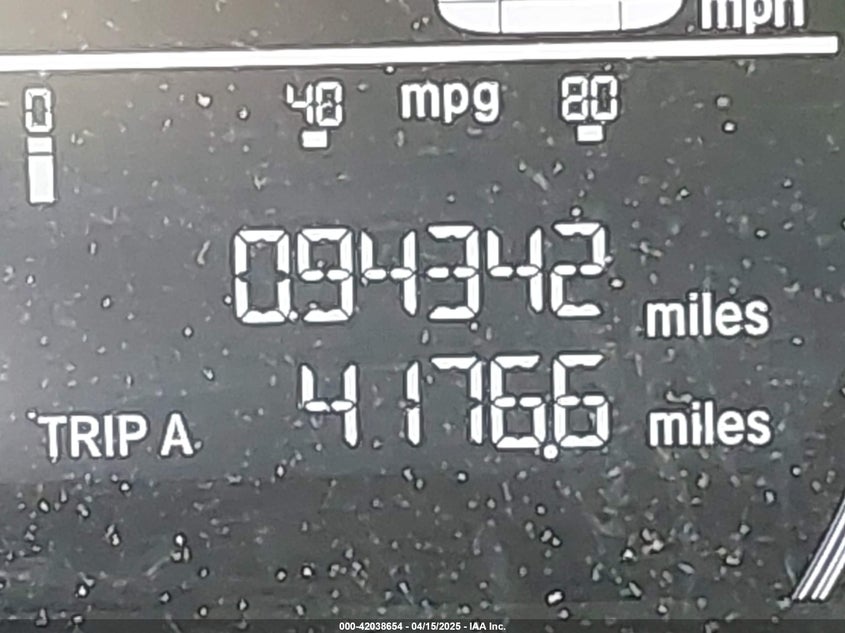 mph
0 40 mpg 80
094342 miles
TRIP A 4176.6 miles
000-42038654 - 04/15/2025 - IAA Inc.